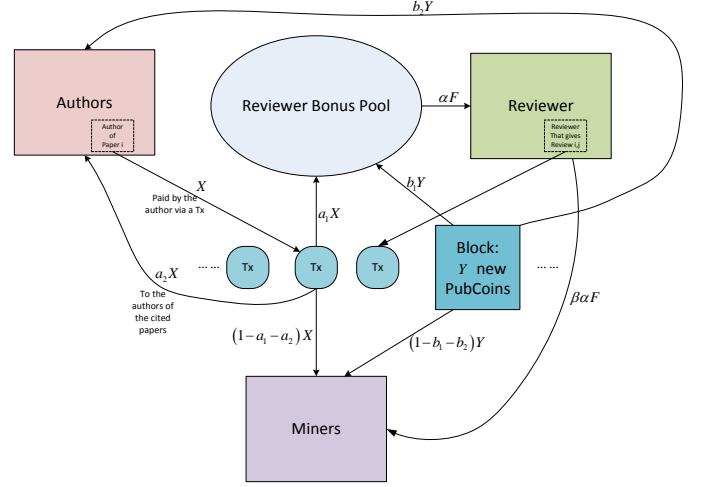 b₂Y
Authors
Author
of
Paper i
Reviewer Bonus Pool
αF
Reviewer
Reviewer
That gives
Review i,j
X
Paid by the
author via a Tx
a₁X
b₁Y
a₂X
To the
authors of
the cited
papers
...... Tx
Tx
Tx
Block:
Y new
PubCoins
......
βαF
(1−a₁−a₂)X
(1−b₁−b₂)Y
Miners